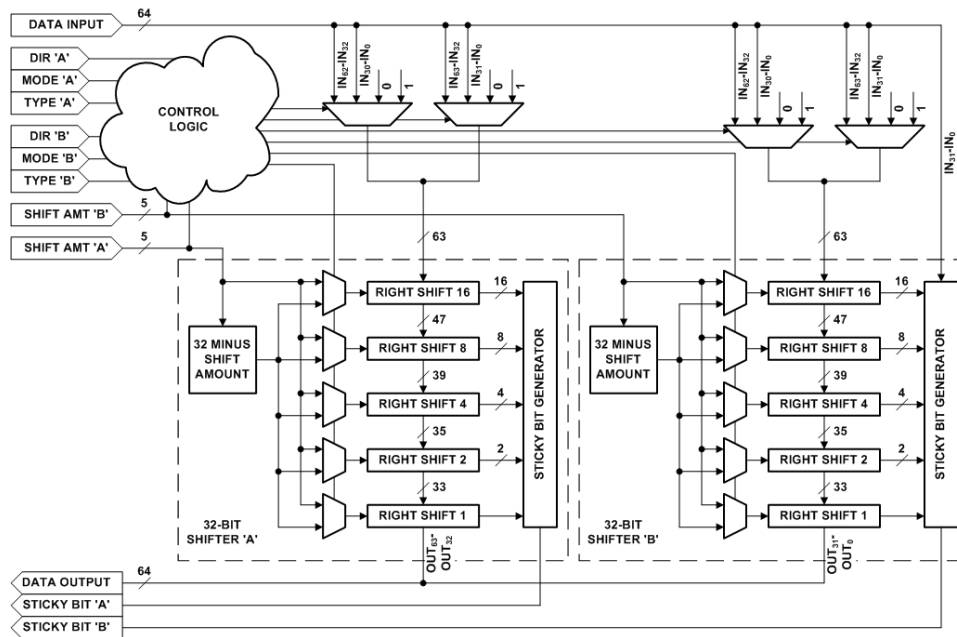 DATA INPUT
64
DIR 'A'
MODE 'A'
TYPE 'A'
DIR 'B'
MODE 'B'
TYPE 'B'
SHIFT AMT 'B'
5
SHIFT AMT 'A'
5
CONTROL
LOGIC
IN62-IN32
IN30-IN0
0
1
IN63-IN32
IN31-IN0
0
1
IN62-IN32
IN30-IN0
0
1
IN63-IN32
IN31-IN0
0
1
IN31-IN0
63
63
32 MINUS
SHIFT
AMOUNT
RIGHT SHIFT 16
16
47
RIGHT SHIFT 8
8
39
RIGHT SHIFT 4
4
35
RIGHT SHIFT 2
2
33
RIGHT SHIFT 1
STICKY BIT GENERATOR
32-BIT
SHIFTER 'A'
OUT63-
OUT32
32 MINUS
SHIFT
AMOUNT
RIGHT SHIFT 16
16
47
RIGHT SHIFT 8
8
39
RIGHT SHIFT 4
4
35
RIGHT SHIFT 2
2
33
RIGHT SHIFT 1
STICKY BIT GENERATOR
32-BIT
SHIFTER 'B'
OUT31-
OUT0
DATA OUTPUT
64
STICKY BIT 'A'
STICKY BIT 'B'